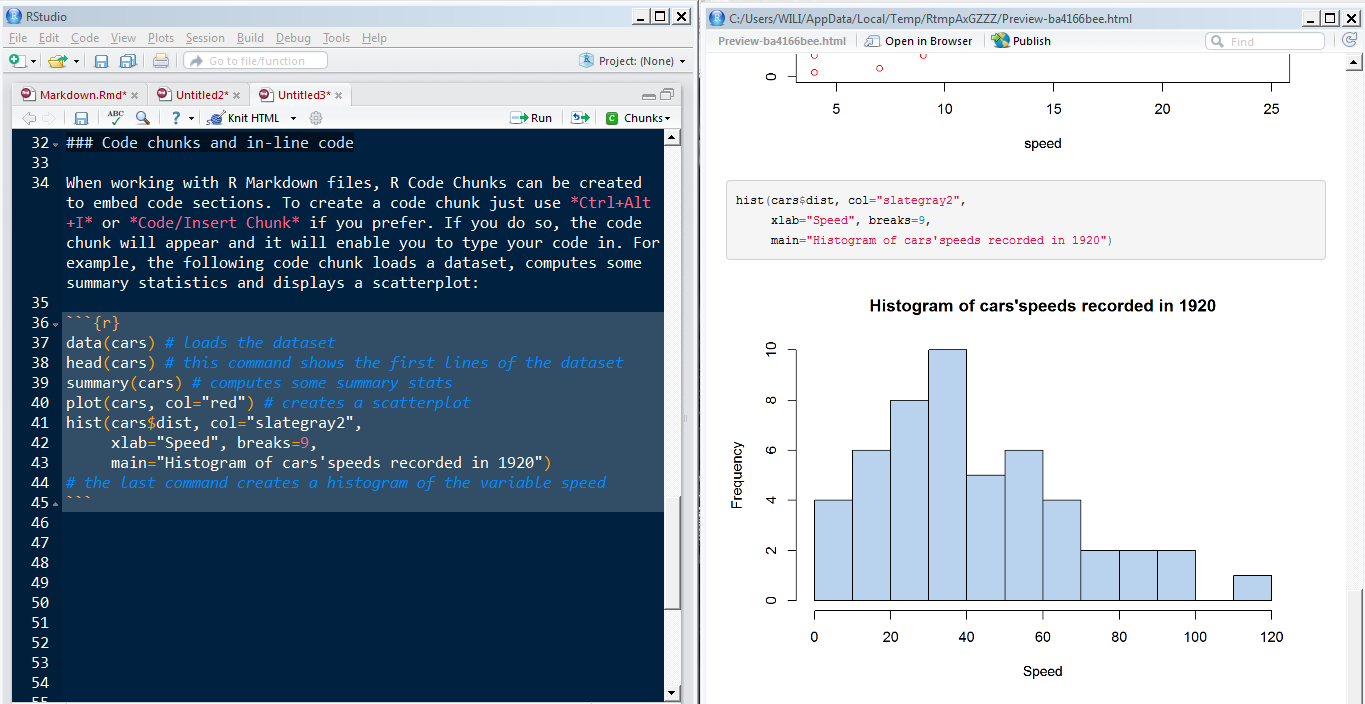 RStudio
File Edit Code View Plots Session Build Debug Tools Help
Go to file/function
Project: (None)
Markdown.Rmd* Untitled2* Untitled3*
ABC ? Knit HTML Run C Chunks
32 ### Code chunks and in-line code
33
34 When working with R Markdown files, R Code Chunks can be created
to embed code sections. To create a code chunk just use *Ctrl+Alt
+I* or *Code/Insert Chunk* if you prefer. If you do so, the code
chunk will appear and it will enable you to type your code in. For
example, the following code chunk loads a dataset, computes some
summary statistics and displays a scatterplot:
35
36 ```{r}
37 data(cars) # loads the dataset
38 head(cars) # this command shows the first lines of the dataset
39 summary(cars) # computes some summary stats
40 plot(cars, col="red") # creates a scatterplot
41 hist(cars$dist, col="slategray2",
42 xlab="Speed", breaks=9,
43 main="Histogram of cars'speeds recorded in 1920")
44 # the last command creates a histogram of the variable speed
45 ```
46
47
48
49
50
51
52
53
54
55
C:/Users/WILI/AppData/Local/Temp/RtmpAxGZZZ/Preview-ba4166bee.html
Preview-ba4166bee.html Open in Browser Publish Find
0
5 10 15 20 25
speed
hist(cars$dist, col="slategray2",
xlab="Speed", breaks=9,
main="Histogram of cars'speeds recorded in 1920")
Histogram of cars'speeds recorded in 1920
Frequency
10
8
6
4
2
0
0 20 40 60 80 100 120
Speed